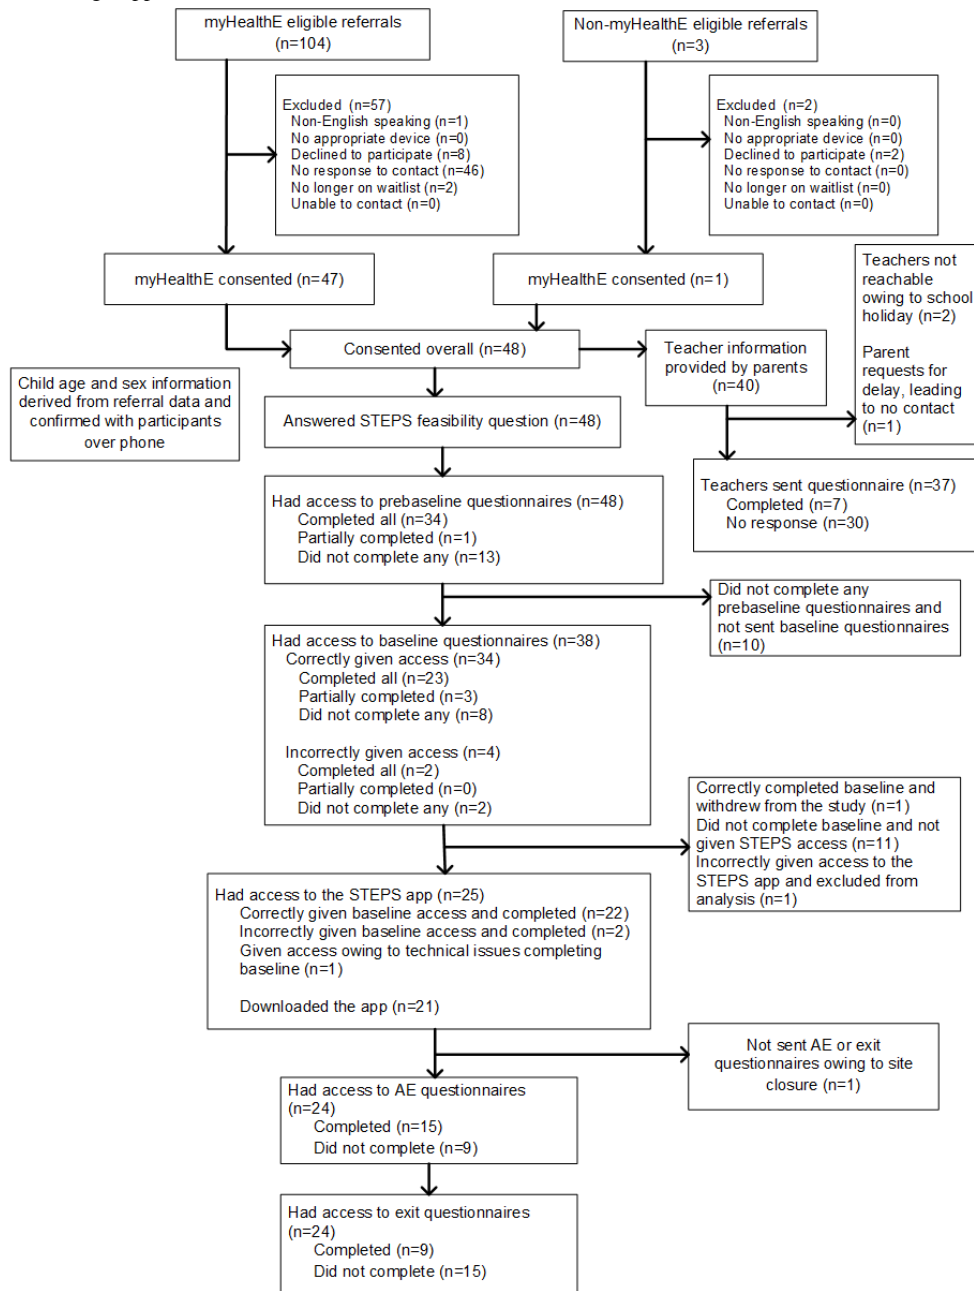 myHealthE eligible referrals
(n=104)
Non-myHealthE eligible referrals
(n=3)
Excluded (n=57)
Non-English speaking (n=1)
No appropriate device (n=0)
Declined to participate (n=8)
No response to contact (n=46)
No longer on waitlist (n=2)
Unable to contact (n=0)
Excluded (n=2)
Non-English speaking (n=0)
No appropriate device (n=0)
Declined to participate (n=2)
No response to contact (n=0)
No longer on waitlist (n=0)
Unable to contact (n=0)
myHealthE consented (n=47)
myHealthE consented (n=1)
Teachers not
reachable
owing to school
holiday (n=2)
Parent
requests for
delay, leading
to no contact
(n=1)
Consented overall (n=48)
Teacher information
provided by parents
(n=40)
Child age and sex information
derived from referral data and
confirmed with participants
over phone
Answered STEPS feasibility question (n=48)
Teachers sent questionnaire (n=37)
Completed (n=7)
No response (n=30)
Had access to prebaseline questionnaires (n=48)
Completed all (n=34)
Partially completed (n=1)
Did not complete any (n=13)
Did not complete any
prebaseline questionnaires and
not sent baseline questionnaires
(n=10)
Had access to baseline questionnaires (n=38)
Correctly given access (n=34)
Completed all (n=23)
Partially completed (n=3)
Did not complete any (n=8)
Incorrectly given access (n=4)
Completed all (n=2)
Partially completed (n=0)
Did not complete any (n=2)
Correctly completed baseline and
withdrew from the study (n=1)
Did not complete baseline and not
given STEPS access (n=11)
Incorrectly given access to the
STEPS app and excluded from
analysis (n=1)
Had access to the STEPS app (n=25)
Correctly given baseline access and completed (n=22)
Incorrectly given baseline access and completed (n=2)
Given access owing to technical issues completing
baseline (n=1)
Downloaded the app (n=21)
Not sent AE or exit
questionnaires owing to site
closure (n=1)
Had access to AE questionnaires
(n=24)
Completed (n=15)
Did not complete (n=9)
Had access to exit questionnaires
(n=24)
Completed (n=9)
Did not complete (n=15)